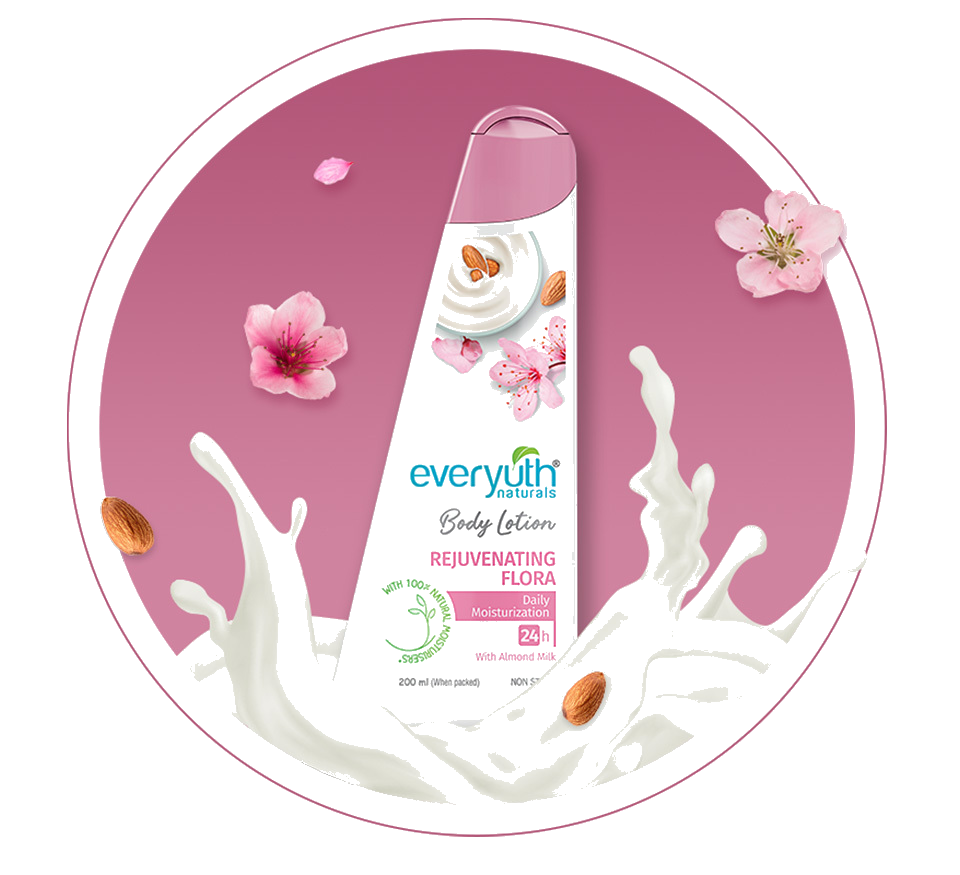 everyuth®
naturals
Body Lotion
REJUVENATING
FLORA
WITH 100% NATURAL MOISTURISERS*
Daily
Moisturization
24h
With Almond Milk
200 ml (When packed) NON